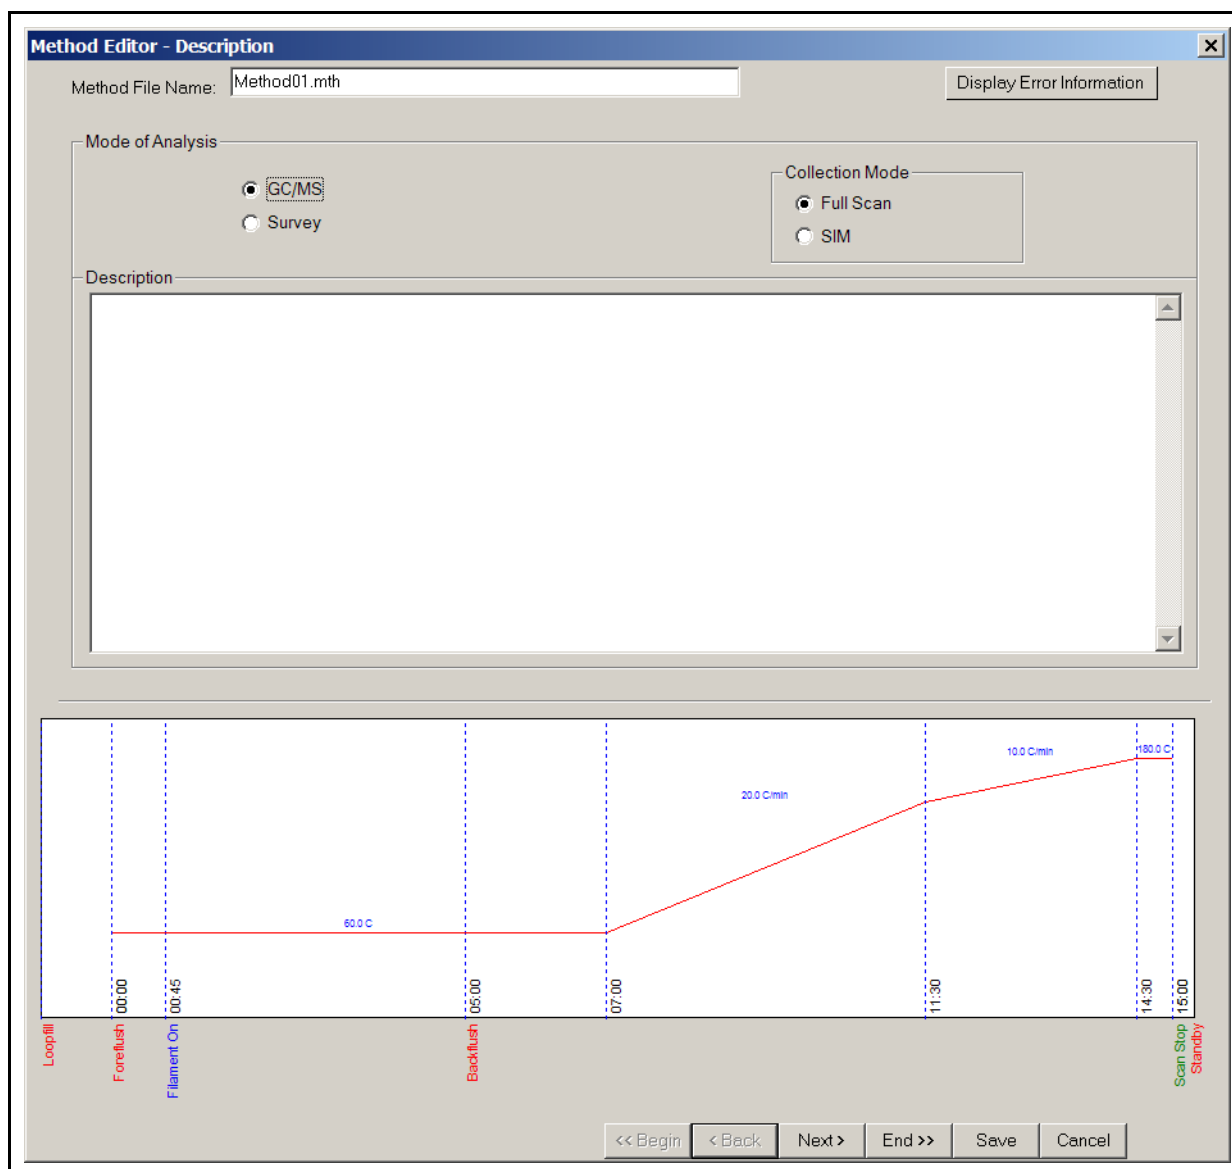 Method Editor - Description
Method File Name: Method01.mth Display Error Information
Mode of Analysis
GC/MS
Survey
Collection Mode
Full Scan
SIM
Description
60.0 C
20.0 C/min
10.0 C/min
180.0 C
00:00
00:45
05:00
07:00
11:30
14:30
15:00
Loopfill
Foreflush
Filament On
Backflush
Scan Stop
Standby
<< Begin < Back Next > End >> Save Cancel